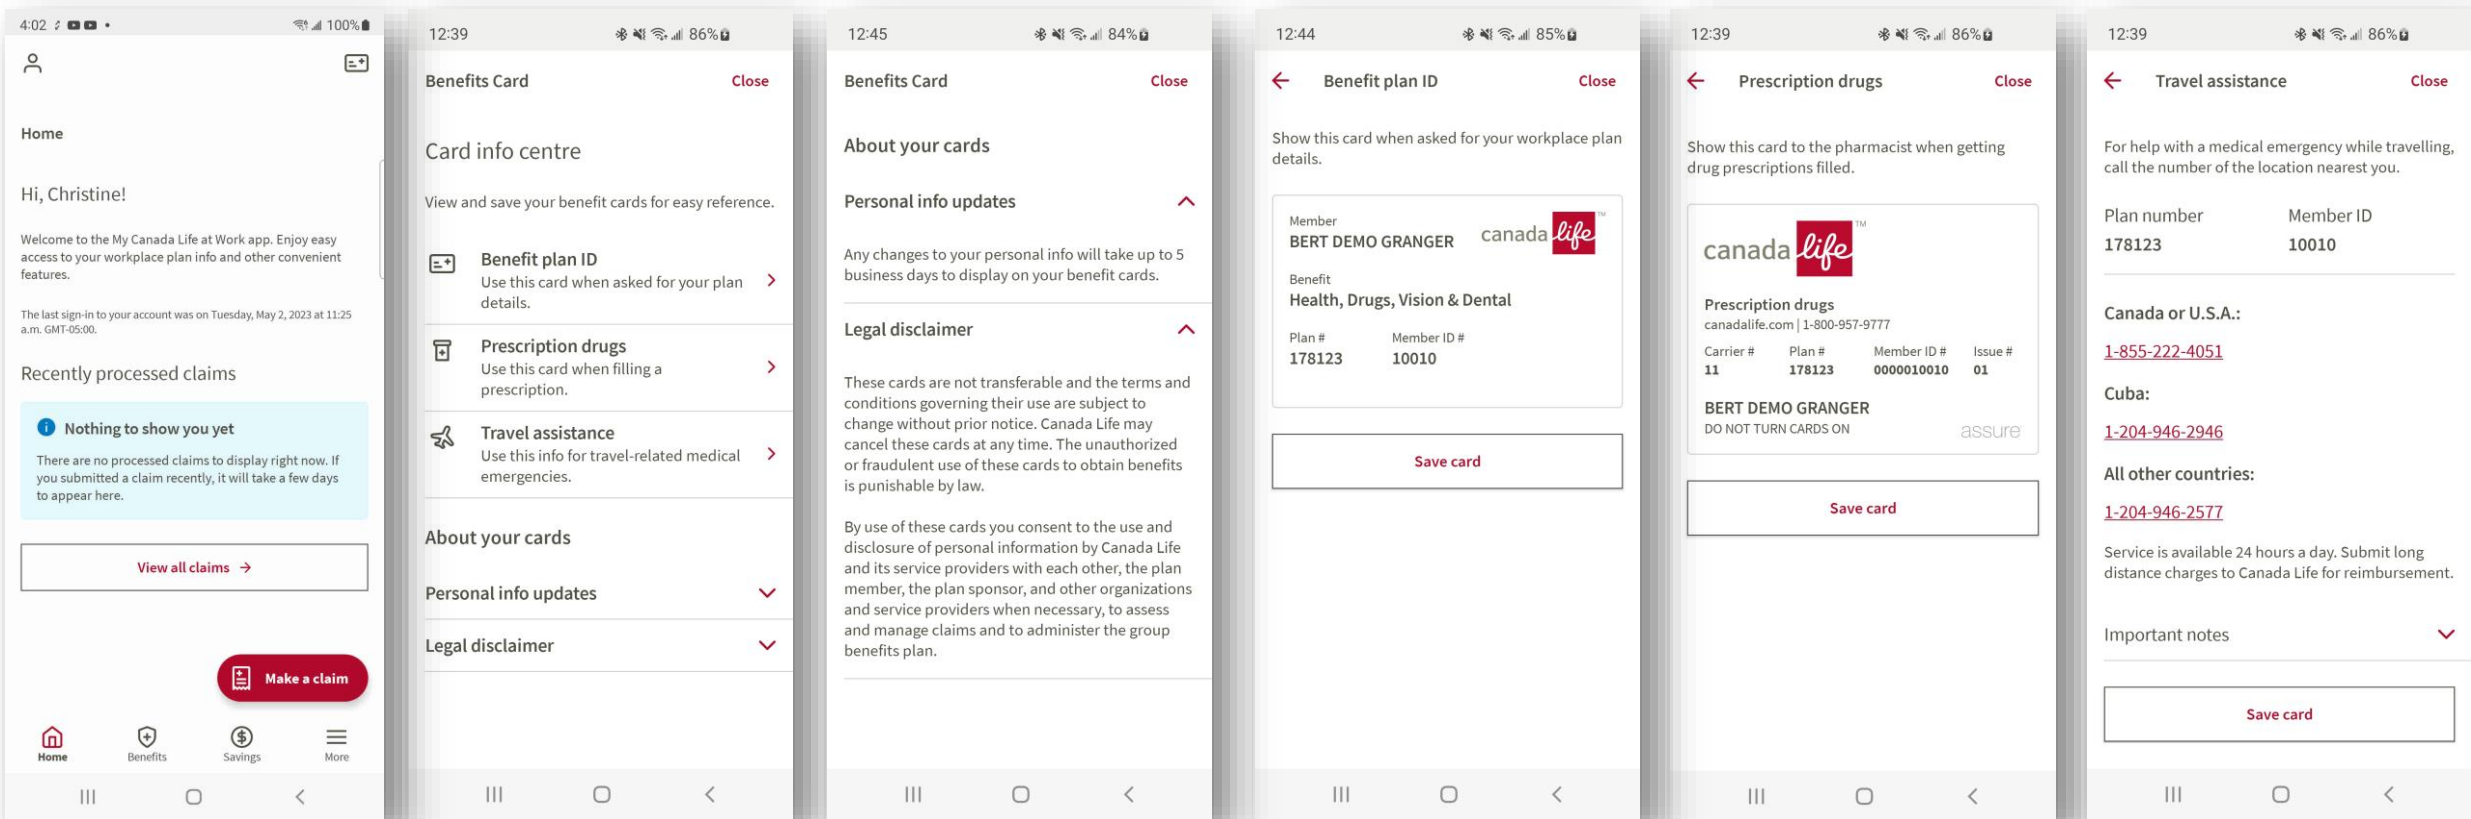 4:02
100%
Home
Hi, Christine!
Welcome to the My Canada Life at Work app. Enjoy easy
access to your workplace plan info and other convenient
features.
The last sign-in to your account was on Tuesday, May 2, 2023 at 11:25
a.m. GMT-05:00.
Recently processed claims
Nothing to show you yet
There are no processed claims to display right now. If
you submitted a claim recently, it will take a few days
to appear here.
View all claims →
Make a claim
Home
Benefits
Savings
More
12:39
86%
Benefits Card
Close
Card info centre
View and save your benefit cards for easy reference.
Benefit plan ID
Use this card when asked for your plan
details.
Prescription drugs
Use this card when filling a
prescription.
Travel assistance
Use this info for travel-related medical
emergencies.
About your cards
Personal info updates
Legal disclaimer
12:45
84%
Benefits Card
Close
About your cards
Personal info updates
Any changes to your personal info will take up to 5
business days to display on your benefit cards.
Legal disclaimer
These cards are not transferable and the terms and
conditions governing their use are subject to
change without prior notice. Canada Life may
cancel these cards at any time. The unauthorized
or fraudulent use of these cards to obtain benefits
is punishable by law.
By use of these cards you consent to the use and
disclosure of personal information by Canada Life
and its service providers with each other, the plan
member, the plan sponsor, and other organizations
and service providers when necessary, to assess
and manage claims and to administer the group
benefits plan.
12:44
85%
Benefit plan ID
Close
Show this card when asked for your workplace plan
details.
Member
BERT DEMO GRANGER
canada life™
Benefit
Health, Drugs, Vision & Dental
Plan # Member ID #
178123 10010
Save card
12:39
86%
Prescription drugs
Close
Show this card to the pharmacist when getting
drug prescriptions filled.
canada life™
Prescription drugs
canadalife.com | 1-800-957-9777
Carrier # Plan # Member ID # Issue #
11 178123 0000010010 01
BERT DEMO GRANGER
DO NOT TURN CARDS ON
assure
Save card
12:39
86%
Travel assistance
Close
For help with a medical emergency while travelling,
call the number of the location nearest you.
Plan number Member ID
178123 10010
Canada or U.S.A.:
1-855-222-4051
Cuba:
1-204-946-2946
All other countries:
1-204-946-2577
Service is available 24 hours a day. Submit long
distance charges to Canada Life for reimbursement.
Important notes
Save card